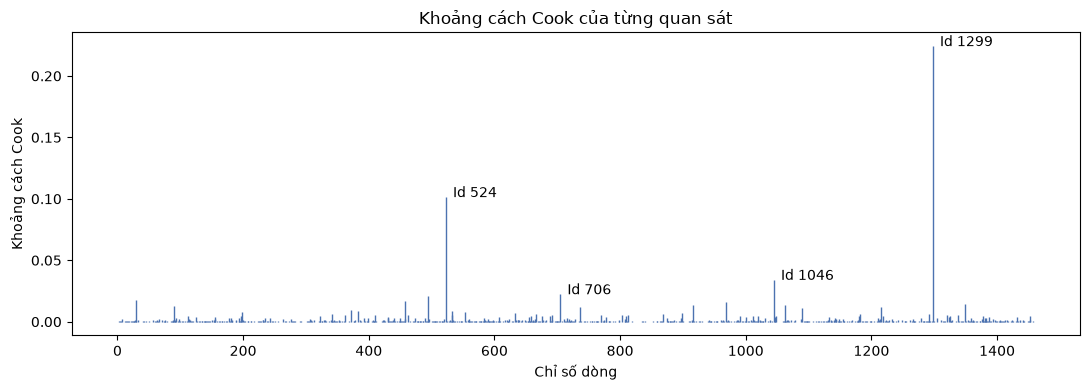 Khoảng cách Cook của từng quan sát
Khoảng cách Cook
0.20
0.15
0.10
0.05
0.00
Id 1299
Id 524
Id 1046
Id 706
0 200 400 600 800 1000 1200 1400
Chỉ số dòng